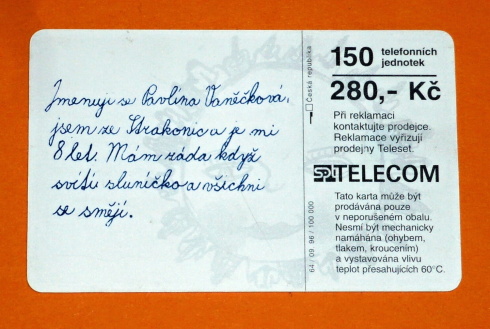 Jmenuji se Pavlína Vaněčková,
jsem ze Strakonic a je mi
8 let. Mám ráda když
svítí sluníčko a všichni
se smějí.
Česká republika
64 / 09. 96 / 100 000
150 telefonních
jednotek
280,- Kč
Při reklamaci
kontaktujte prodejce.
Reklamace vyřizují
prodejny Teleset.
SPT TELECOM
Tato karta může být
prodávána pouze
v neporušeném obalu.
Nesmí být mechanicky
namáhána (ohybem,
tlakem, kroucením)
a vystavována vlivu
teplot přesahujících 60°C.